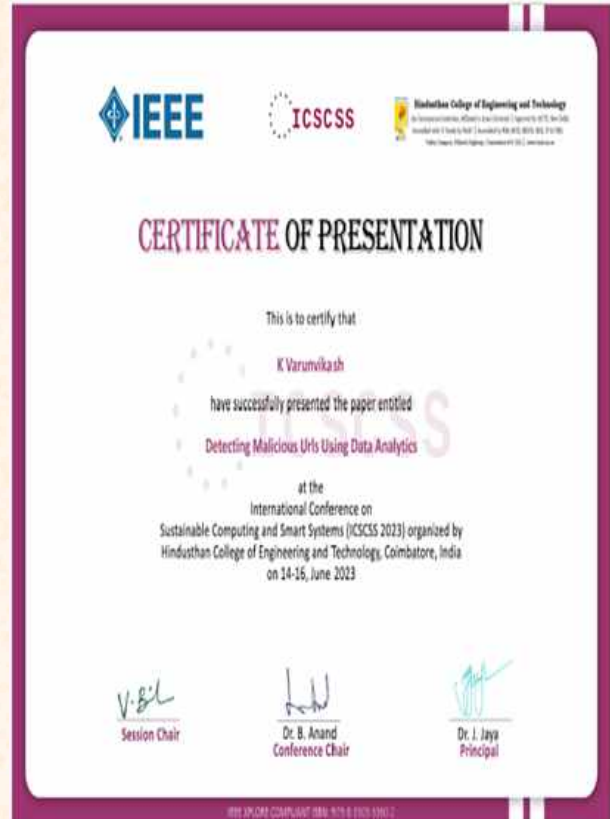 IEEE
ICSCSS
Hindusthan College of Engineering and Technology
CERTIFICATE OF PRESENTATION
This is to certify that
K Varunvikash
have successfully presented the paper entitled
Detecting Malicious Urls Using Data Analytics
at the
International Conference on
Sustainable Computing and Smart Systems (ICSCSS 2023) organized by
Hindusthan College of Engineering and Technology, Coimbatore, India
on 14-16, June 2023
ICSCSS
Session Chair
Dr. B. Anand
Conference Chair
Dr. J. Jaya
Principal
IEEE XPLORE COMPLIANT ISBN: